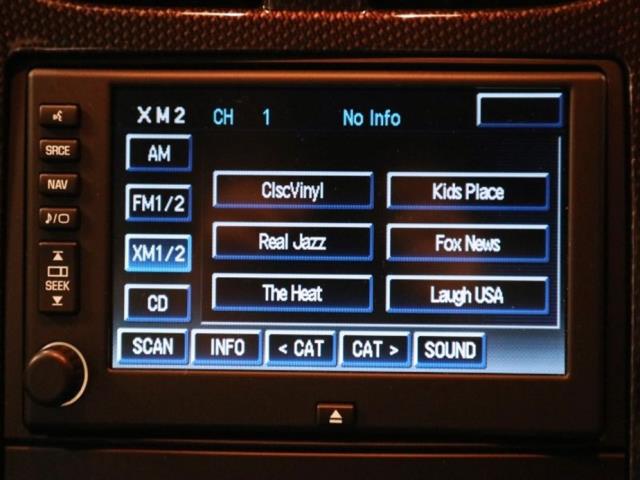 XM2 CH 1 No Info
AM
ClscVinyl Kids Place
SRCE
NAV
FM1/2
Real Jazz Fox News
XM1/2
SEEK
The Heat Laugh USA
CD
SCAN INFO < CAT CAT > SOUND